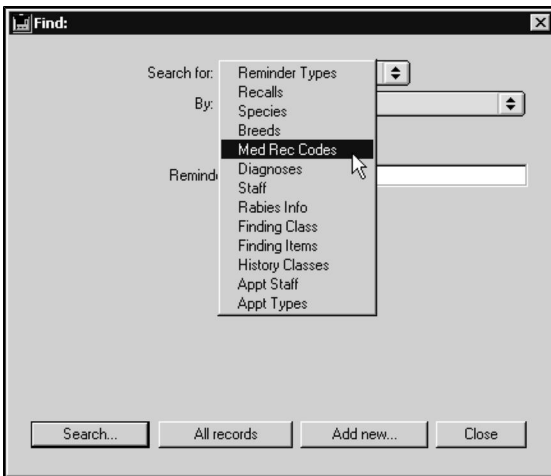 Find:
Search for:
Reminder Types
Recalls
By:
Species
Breeds
Med Rec Codes
Remind
Diagnoses
Staff
Rabies Info
Finding Class
Finding Items
History Classes
Appt Staff
Appt Types
Search...
All records
Add new...
Close